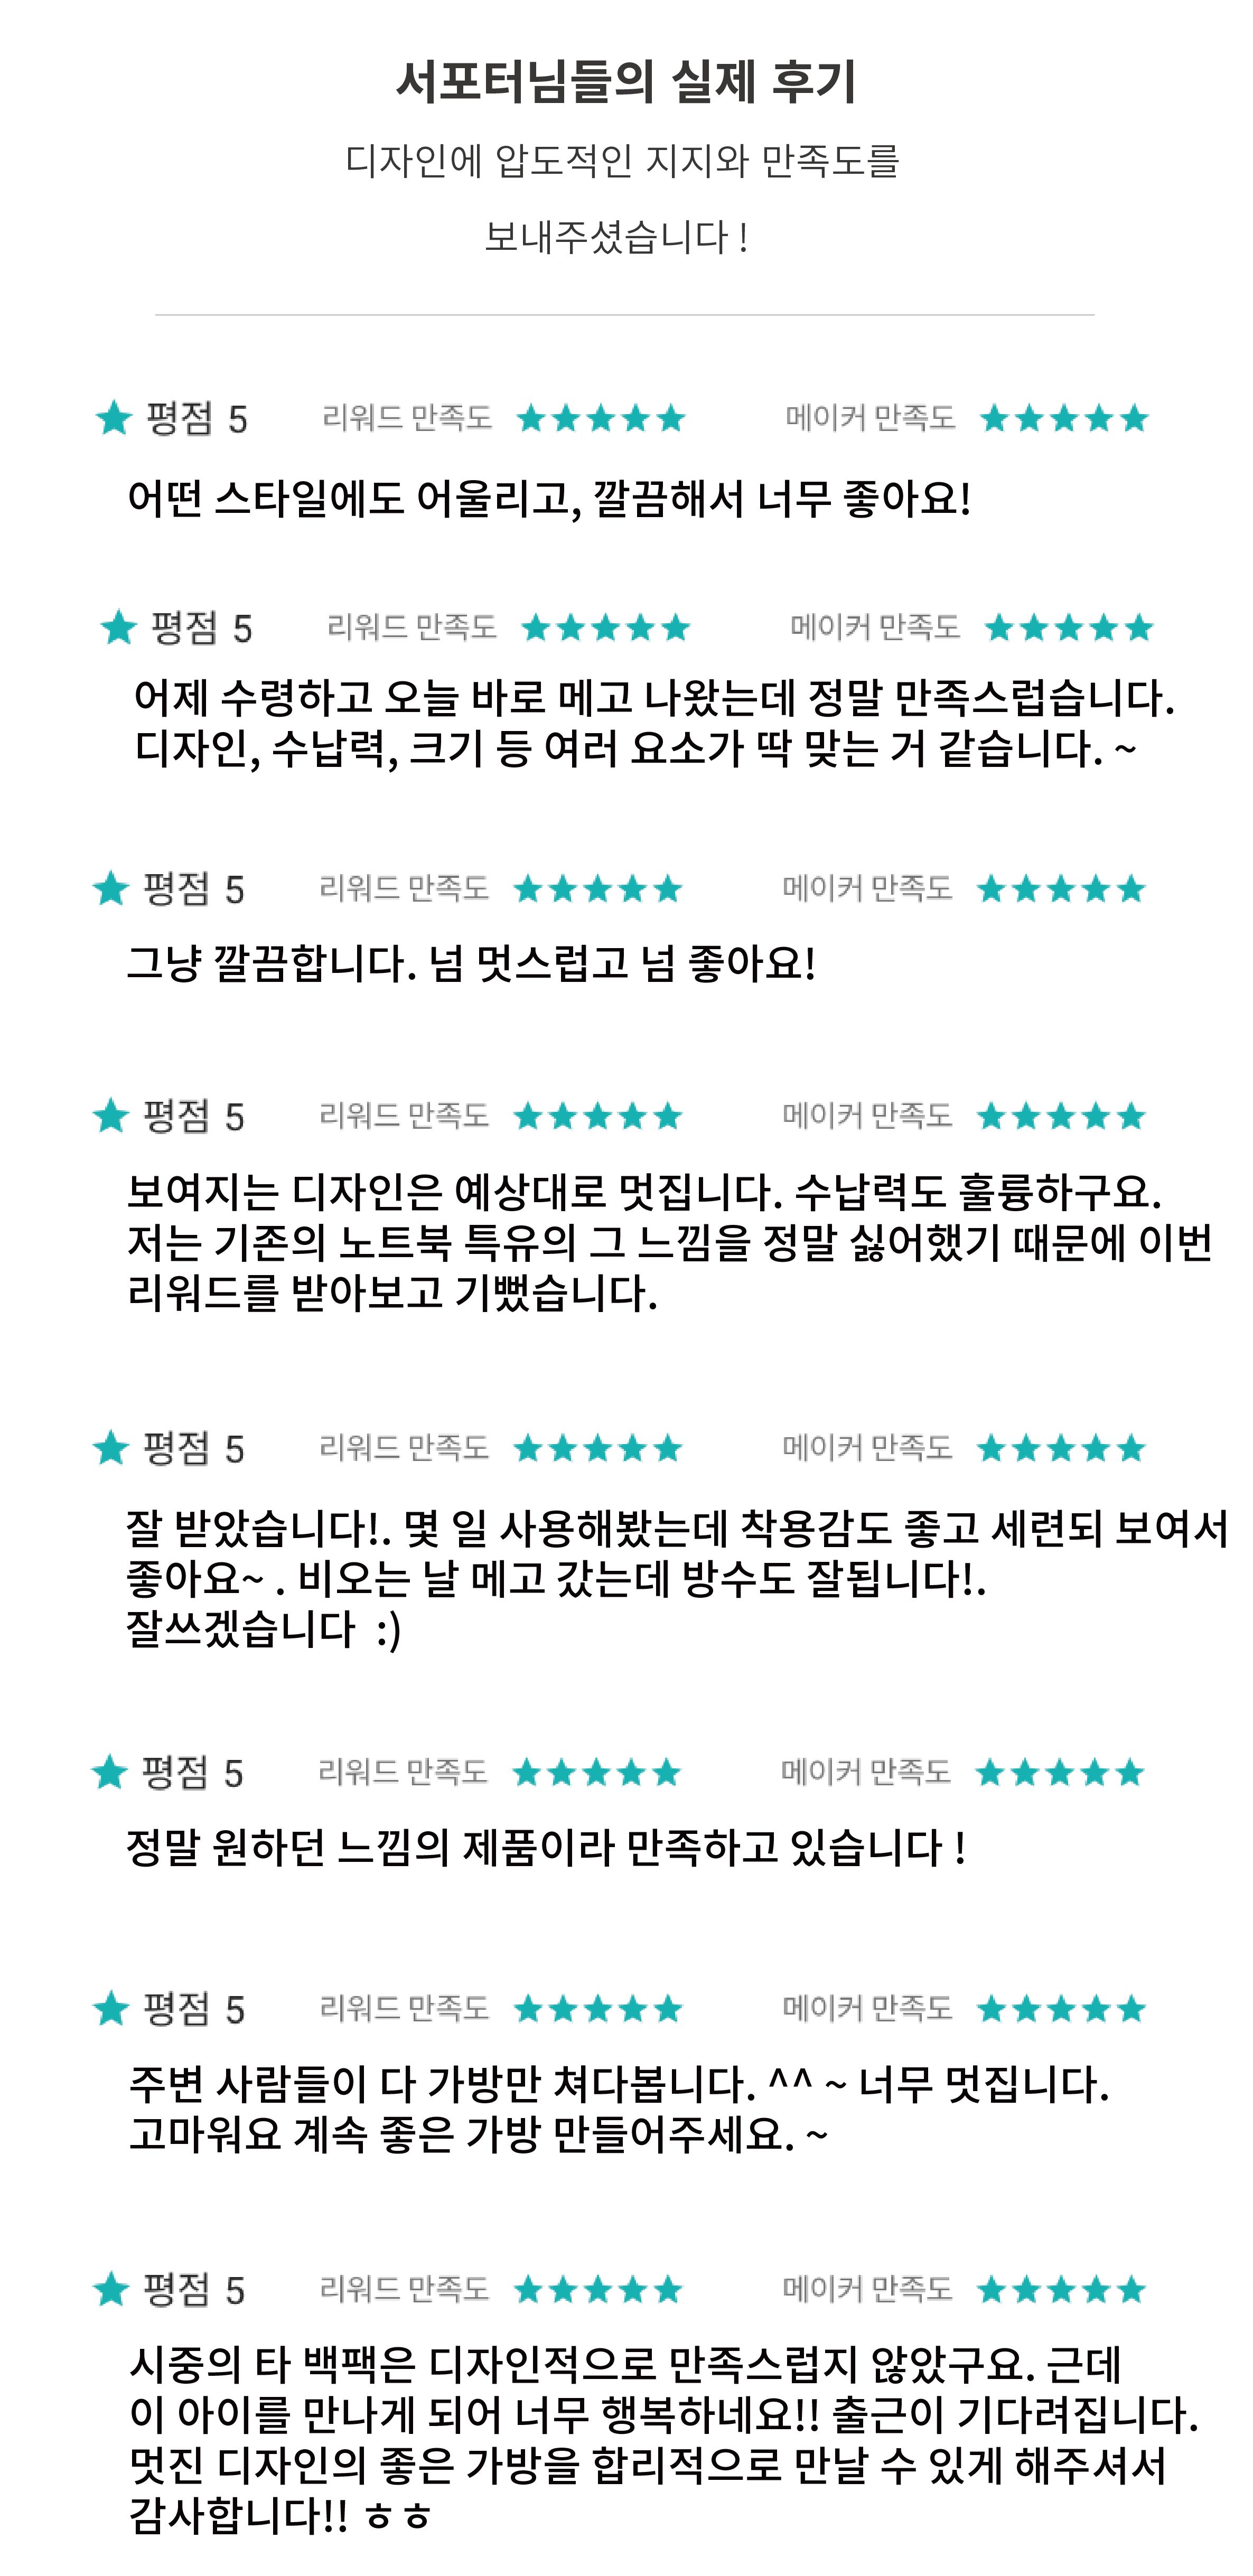 서포터님들의 실제 후기
디자인에 압도적인 지지와 만족도를
보내주셨습니다 !
평점 5 리워드 만족도 메이커 만족도
어떤 스타일에도 어울리고, 깔끔해서 너무 좋아요!
평점 5 리워드 만족도 메이커 만족도
어제 수령하고 오늘 바로 메고 나왔는데 정말 만족스럽습니다.
디자인, 수납력, 크기 등 여러 요소가 딱 맞는 거 같습니다. ~
평점 5 리워드 만족도 메이커 만족도
그냥 깔끔합니다. 넘 멋스럽고 넘 좋아요!
평점 5 리워드 만족도 메이커 만족도
보여지는 디자인은 예상대로 멋집니다. 수납력도 훌륭하구요.
저는 기존의 노트북 특유의 그 느낌을 정말 싫어했기 때문에 이번
리워드를 받아보고 기뻤습니다.
평점 5 리워드 만족도 메이커 만족도
잘 받았습니다!. 몇 일 사용해봤는데 착용감도 좋고 세련되 보여서
좋아요~ . 비오는 날 메고 갔는데 방수도 잘됩니다!.
잘쓰겠습니다 :)
평점 5 리워드 만족도 메이커 만족도
정말 원하던 느낌의 제품이라 만족하고 있습니다 !
평점 5 리워드 만족도 메이커 만족도
주변 사람들이 다 가방만 쳐다봅니다. ^^ ~ 너무 멋집니다.
고마워요 계속 좋은 가방 만들어주세요. ~
평점 5 리워드 만족도 메이커 만족도
시중의 타 백팩은 디자인적으로 만족스럽지 않았구요. 근데
이 아이를 만나게 되어 너무 행복하네요!! 출근이 기다려집니다.
멋진 디자인의 좋은 가방을 합리적으로 만날 수 있게 해주셔서
감사합니다!! ㅎㅎ